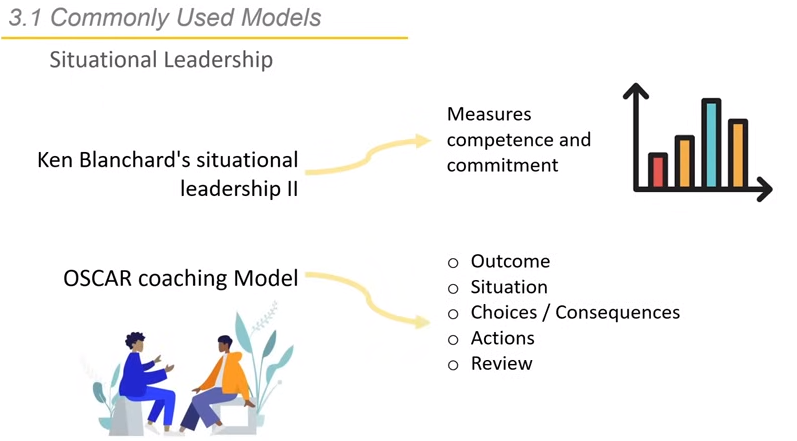 3.1 Commonly Used Models
Situational Leadership
Ken Blanchard's situational
leadership II
Measures
competence and
commitment
OSCAR coaching Model
o Outcome
o Situation
o Choices / Consequences
o Actions
o Review